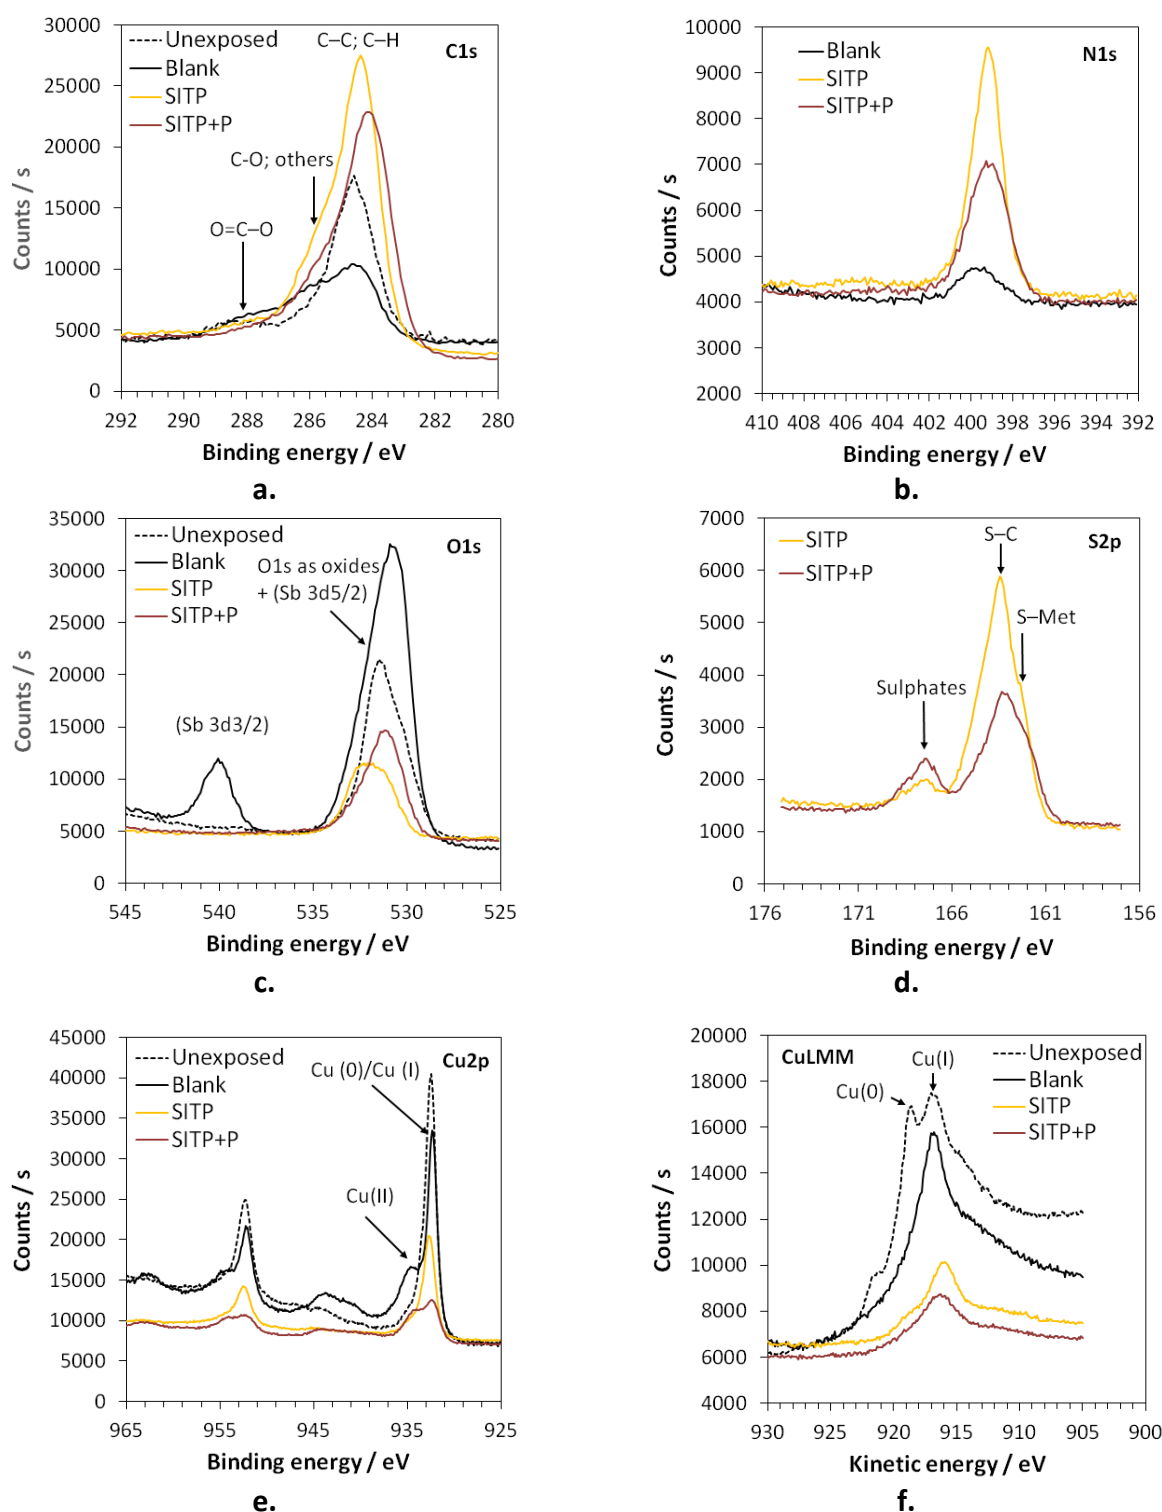 30000
25000
20000
15000
10000
5000
0
Counts / s
Unexposed
Blank
SITP
SITP+P
C–C; C–H
C1s
C-O; others
O=C–O
292 290 288 286 284 282 280
Binding energy / eV
a.
10000
9000
8000
7000
6000
5000
4000
3000
2000
Counts / s
Blank
SITP
SITP+P
N1s
410 408 406 404 402 400 398 396 394 392
Binding energy / eV
b.
35000
30000
25000
20000
15000
10000
5000
0
Counts / s
Unexposed
Blank
SITP
SITP+P
O1s
O1s as oxides
+ (Sb 3d5/2)
(Sb 3d3/2)
545 540 535 530 525
Binding energy / eV
c.
7000
6000
5000
4000
3000
2000
1000
0
Counts / s
SITP
SITP+P
S–C
S2p
S–Met
Sulphates
176 171 166 161 156
Binding energy / eV
d.
45000
40000
35000
30000
25000
20000
15000
10000
5000
0
Counts / s
Unexposed
Blank
SITP
SITP+P
Cu2p
Cu (0)/Cu (I)
Cu(II)
965 955 945 935 925
Binding energy / eV
e.
20000
18000
16000
14000
12000
10000
8000
6000
4000
Counts / s
CuLMM
Cu(I)
Cu(0)
Unexposed
Blank
SITP
SITP+P
930 925 920 915 910 905 900
Kinetic energy / eV
f.